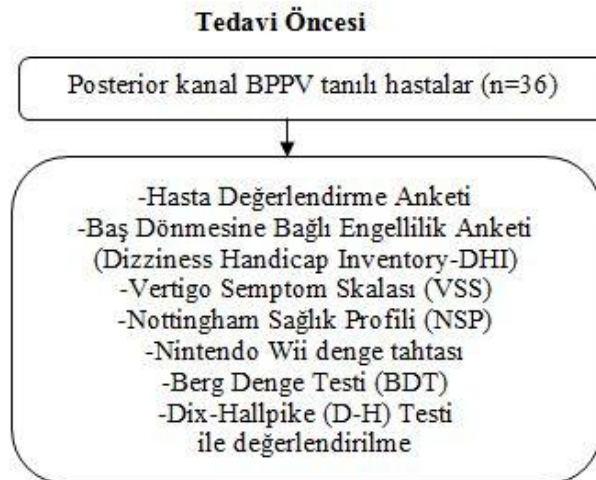 Tedavi Öncesi
Posterior kanal BPPV tanılı hastalar (n=36)
-Hasta Değerlendirme Anketi
-Baş Dönmesine Bağlı Engellilik Anketi
(Dizziness Handicap Inventory-DHI)
-Vertigo Semptom Skalası (VSS)
-Nottingham Sağlık Profili (NSP)
-Nintendo Wii denge tahtası
-Berg Denge Testi (BDT)
-Dix-Hallpike (D-H) Testi
ile değerlendirilme